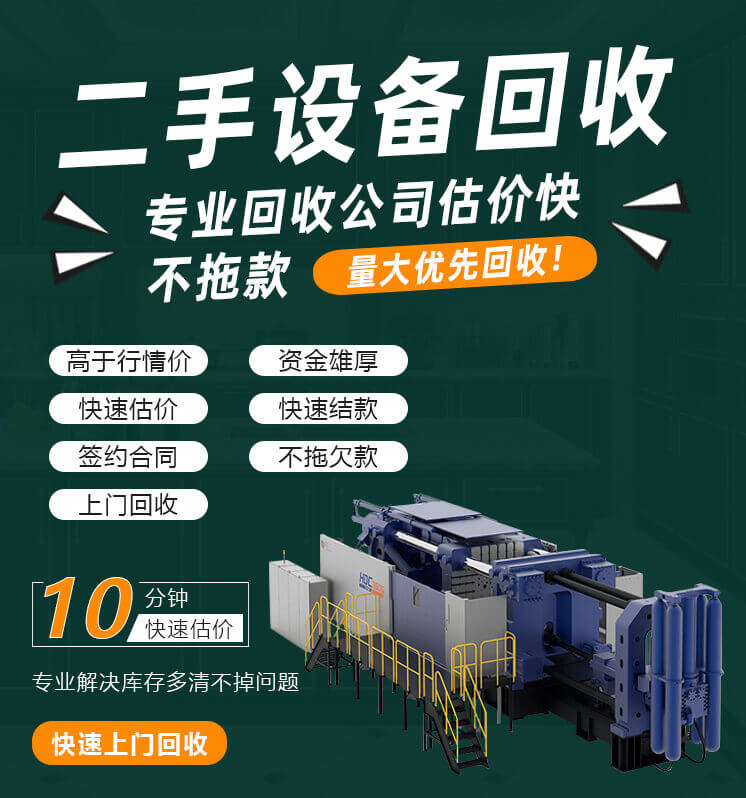 二手设备回收
专业回收公司估价快
不拖款 量大优先回收!
高于行情价 资金雄厚
快速估价 快速结款
签约合同 不拖欠款
上门回收
HDC
10 分钟
快速估价
专业解决库存多清不掉问题
快速上门回收